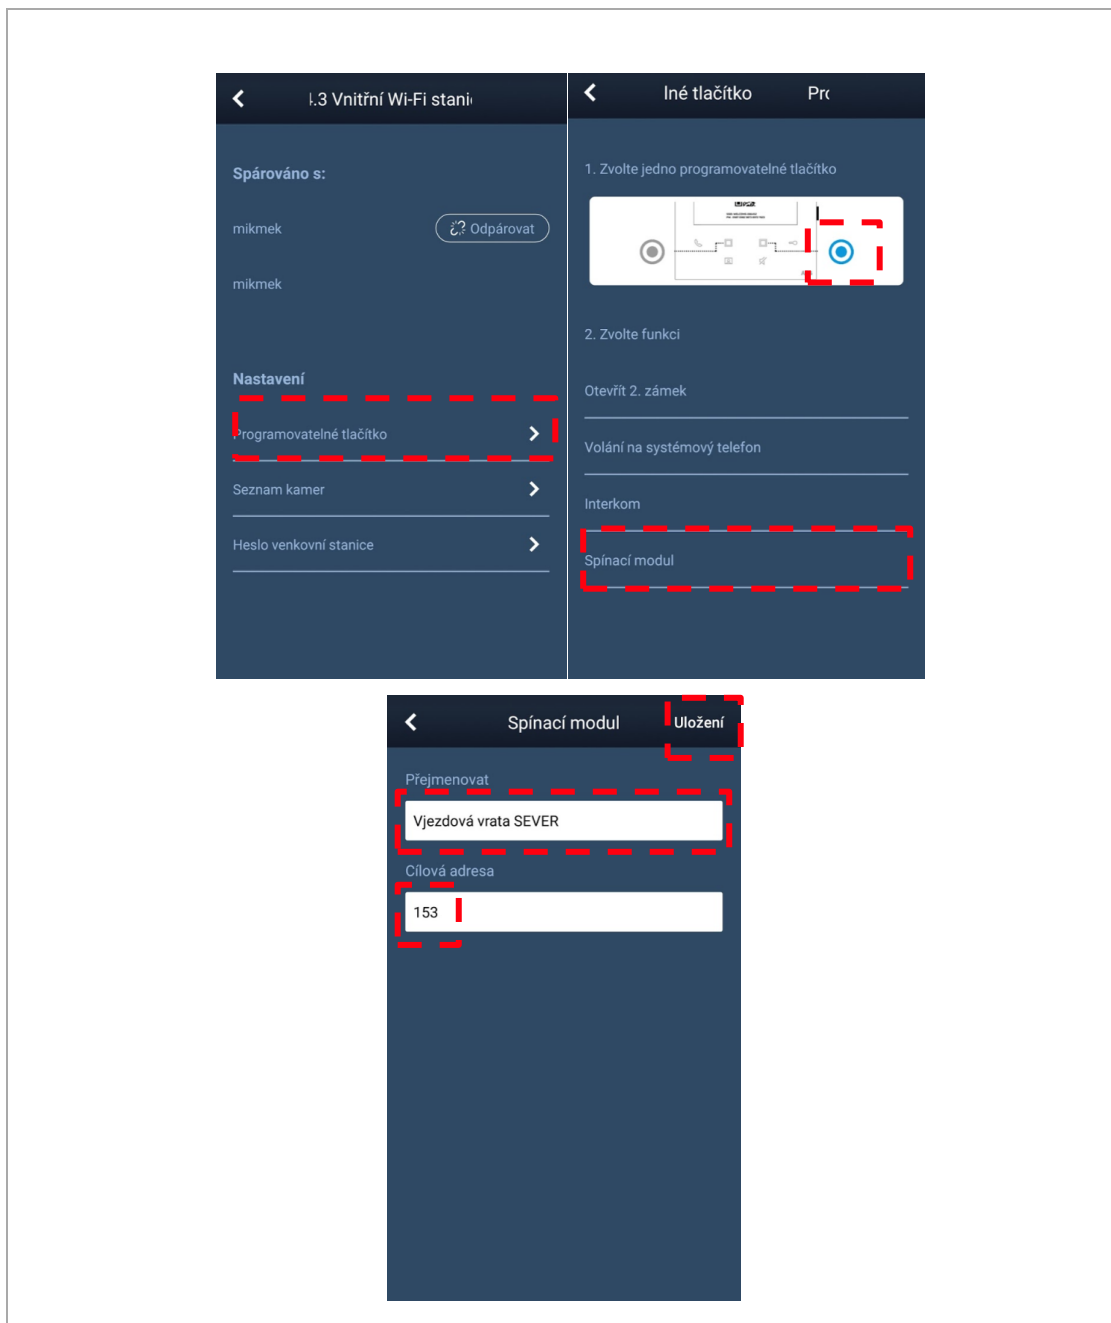 .3 Vnitřní Wi-Fi stani
Spárováno s:
mikmek
Odpárovat
mikmek
Nastavení
Programovatelné tlačítko
Seznam kamer
Heslo venkovní stanice
lné tlačítko Pro
1. Zvolte jedno programovatelné tlačítko
2. Zvolte funkci
Otevřít 2. zámek
Volání na systémový telefon
Interkom
Spínací modul
Spínací modul
Uložení
Přejmenovat
Vjezdová vrata SEVER
Cílová adresa
153